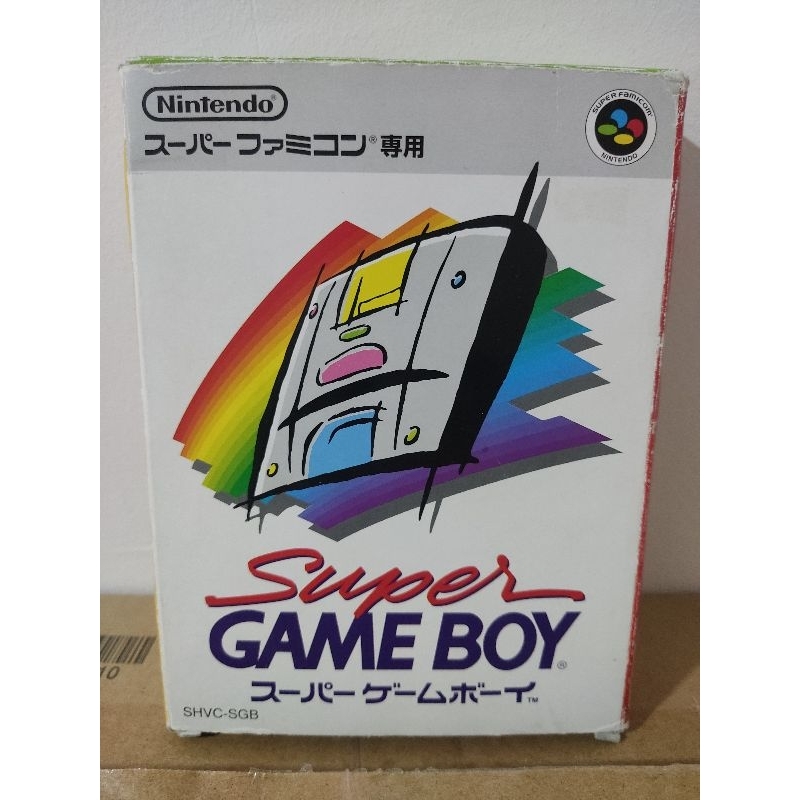 Nintendo®
スーパーファミコン®専用
SUPER FAMICOM
NINTENDO
Super
GAME BOY®
スーパーゲームボーイ™
SHVC-SGB
10